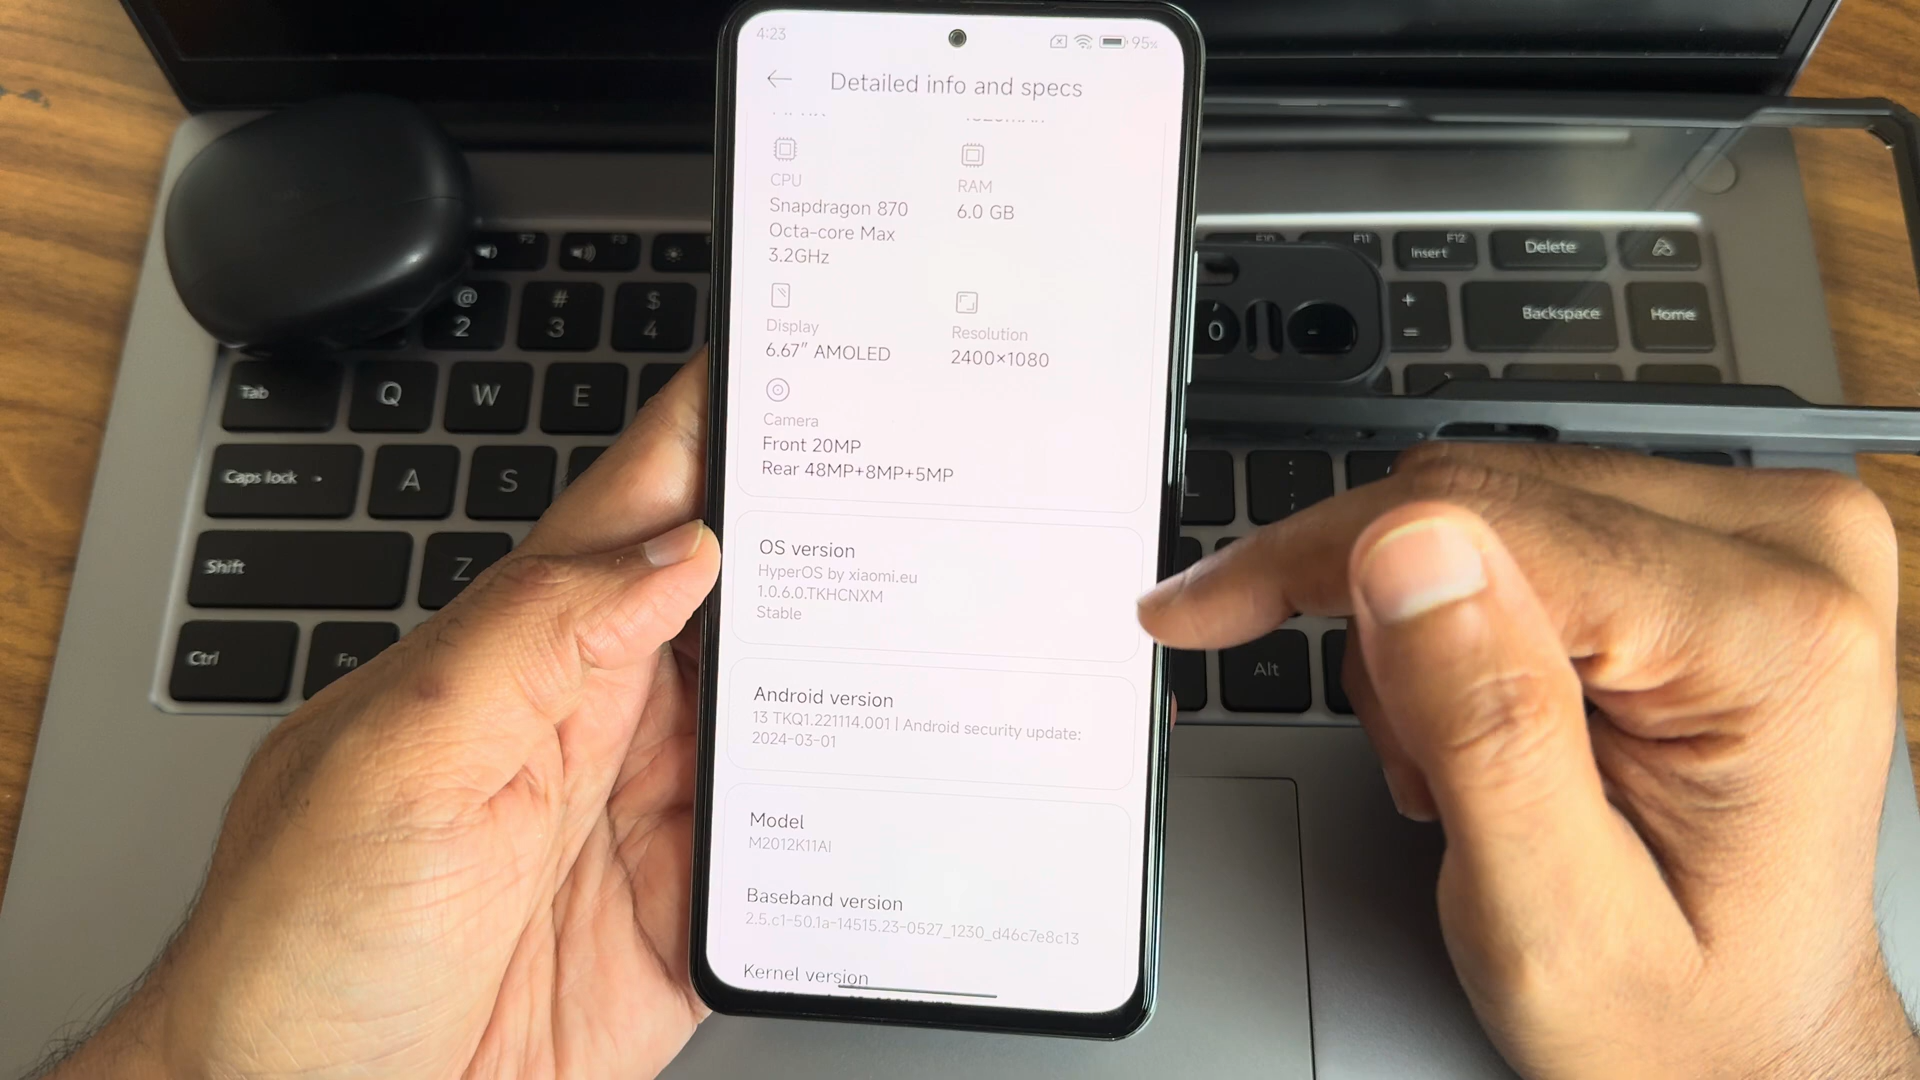 4:23
95%
Detailed info and specs
CPU
Snapdragon 870
Octa-core Max
3.2GHz
RAM
6.0 GB
Display
6.67" AMOLED
Resolution
2400×1080
Camera
Front 20MP
Rear 48MP+8MP+5MP
OS version
HyperOS by xiaomi.eu
1.0.6.0.TKHCNXM
Stable
Android version
13 TKQ1.221114.001 | Android security update:
2024-03-01
Model
M2012K11AI
Baseband version
2.5.c1-50.1a-14515.23-0527_1230_d46c7e8c13
Kernel version
F2
F3
F10
F11
F12
Insert
Delete
@
2
#
3
$
4
0
-
+
=
Backspace
Home
Tab
Q
W
E
Caps lock
A
S
L
Shift
Z
Ctrl
Fn
Alt